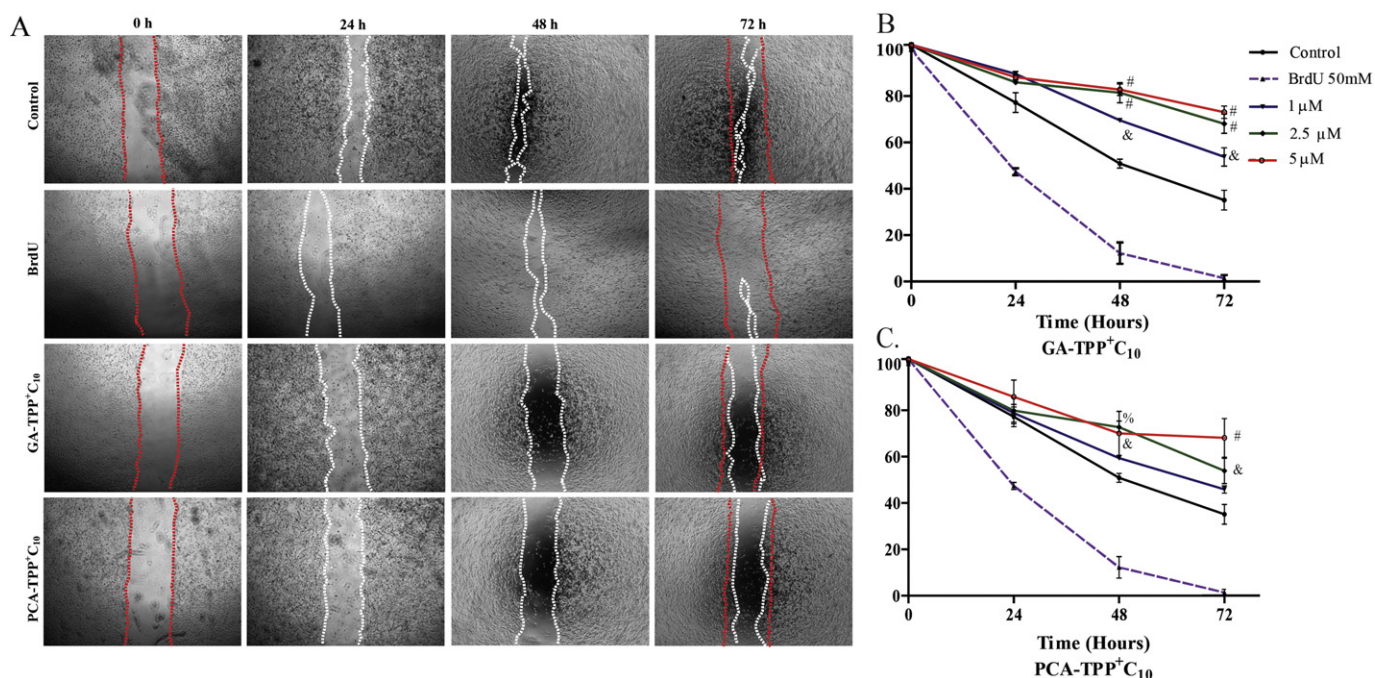 A
0 h
24 h
48 h
72 h
Control
BrdU
GA-TPP⁺C₁₀
PCA-TPP⁺C₁₀
B
100
80
60
40
20
0
0
24
48
72
#
#
&
#
#
&
Control
BrdU 50mM
1 µM
2.5 µM
5 µM
Time (Hours)
GA-TPP⁺C₁₀
C.
100
80
60
40
20
0
0
24
48
72
%
&
#
&
Time (Hours)
PCA-TPP⁺C₁₀